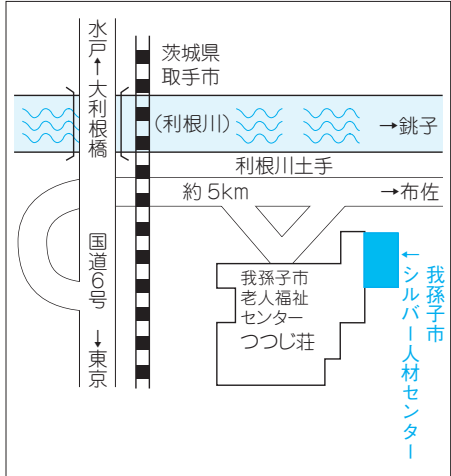 水戸←大利根橋
茨城県
取手市
(利根川)
→銚子
利根川土手
約5km
→布佐
国道6号
→東京
我孫子市
老人福祉
センター
つつじ荘
我孫子市
←シルバー人材センター